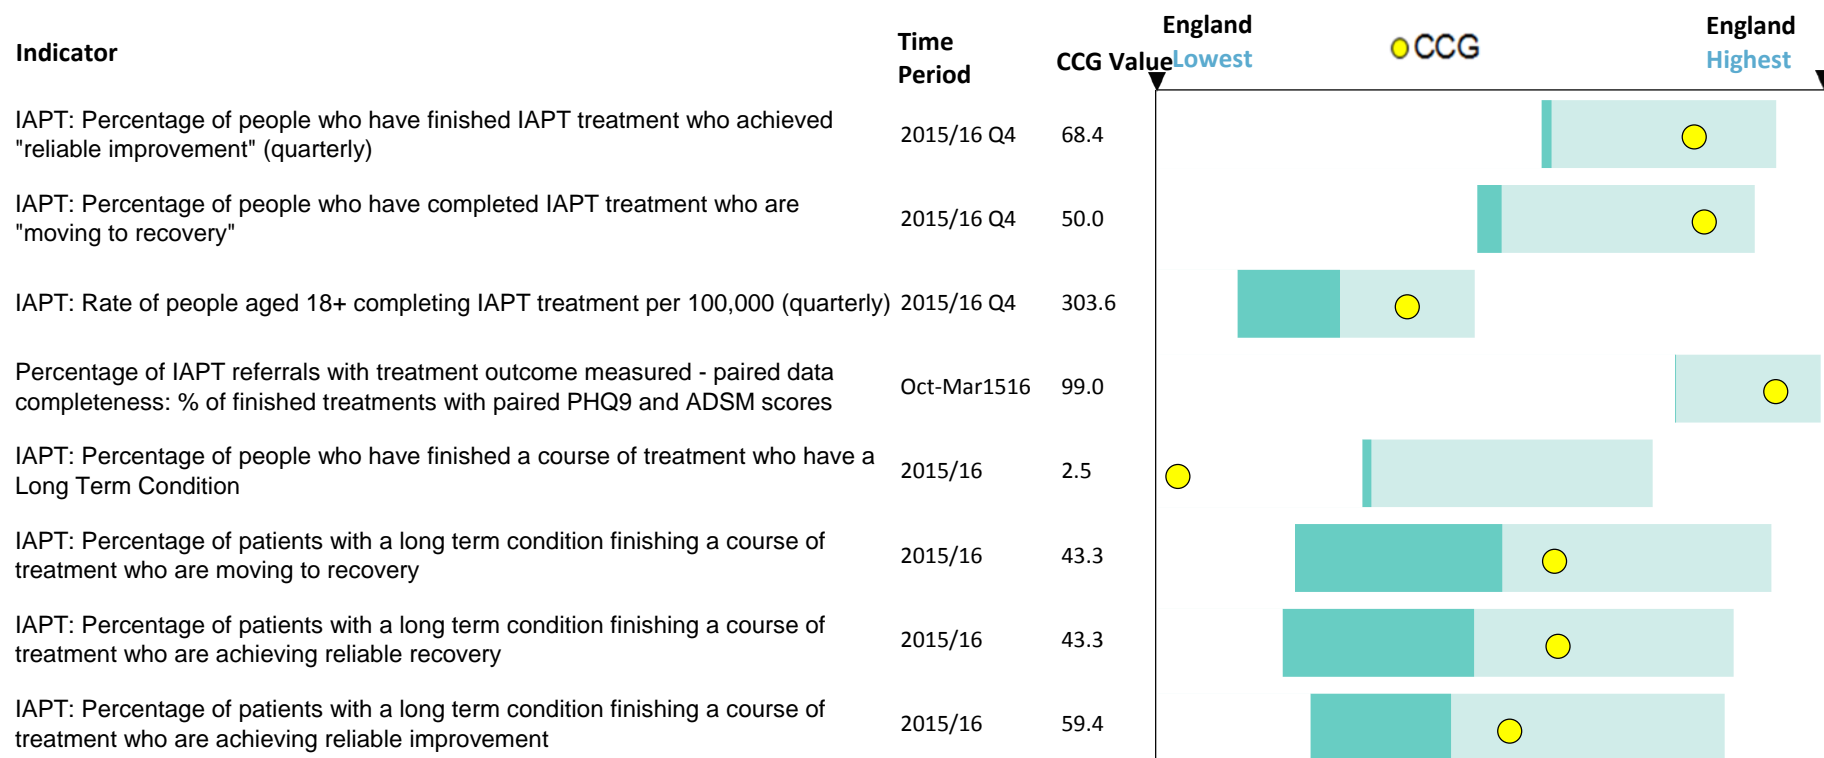 Indicator
Time
Period
CCG Value
England
Lowest
CCG
England
Highest
IAPT: Percentage of people who have finished IAPT treatment who achieved
"reliable improvement" (quarterly)
2015/16 Q4
68.4
IAPT: Percentage of people who have completed IAPT treatment who are
"moving to recovery"
2015/16 Q4
50.0
IAPT: Rate of people aged 18+ completing IAPT treatment per 100,000 (quarterly)
2015/16 Q4
303.6
Percentage of IAPT referrals with treatment outcome measured - paired data
completeness: % of finished treatments with paired PHQ9 and ADSM scores
Oct-Mar1516
99.0
IAPT: Percentage of people who have finished a course of treatment who have a
Long Term Condition
2015/16
2.5
IAPT: Percentage of patients with a long term condition finishing a course of
treatment who are moving to recovery
2015/16
43.3
IAPT: Percentage of patients with a long term condition finishing a course of
treatment who are achieving reliable recovery
2015/16
43.3
IAPT: Percentage of patients with a long term condition finishing a course of
treatment who are achieving reliable improvement
2015/16
59.4